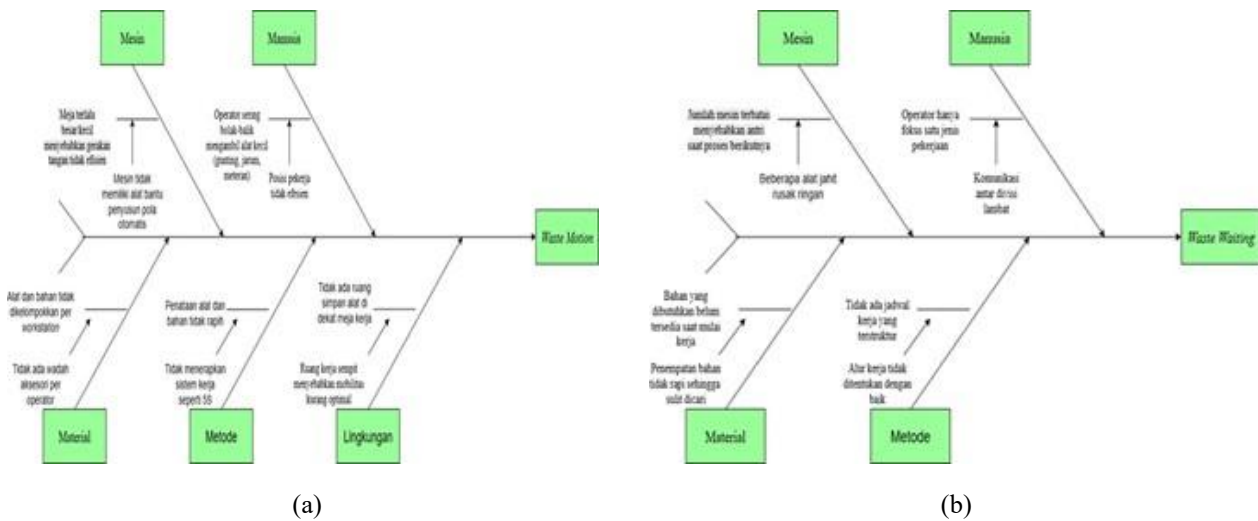 Mesin
Manusia
Meja terlalu
besar/kecil
menyebabkan gerakan
tangan tidak efisien
Mesin tidak
memiliki alat bantu
penyusun pola
otomatis
Operator sering
bolak-balik
mengambil alat kecil
(gunting, jarum,
meteran)
Posisi pekerja
tidak efisien
Waste Motion
Alat dan bahan tidak
dikelompokkan per
workstation
Tidak ada wadah
aksesori per
operator
Penataan alat dan
bahan tidak rapih
Tidak menerapkan
sistem kerja
seperti 5S
Tidak ada ruang
simpan alat di
dekat meja kerja
Ruang kerja sempit
menyebabkan mobilitas
kurang optimal
Material
Metode
Lingkungan
(a)
Mesin
Manusia
Jumlah mesin terbatas
menyebabkan antri
saat proses berikutnya
Beberapa alat jahit
rusak ringan
Operator hanya
fokus satu jenis
pekerjaan
Komunikasi
antar divisi
lambat
Waste Waiting
Bahan yang
dibutuhkan belum
tersedia saat mulai
kerja
Penempatan bahan
tidak rapi sehingga
sulit dicari
Tidak ada jadwal
kerja yang
terstruktur
Alur kerja tidak
ditentukan dengan
baik
Material
Metode
(b)